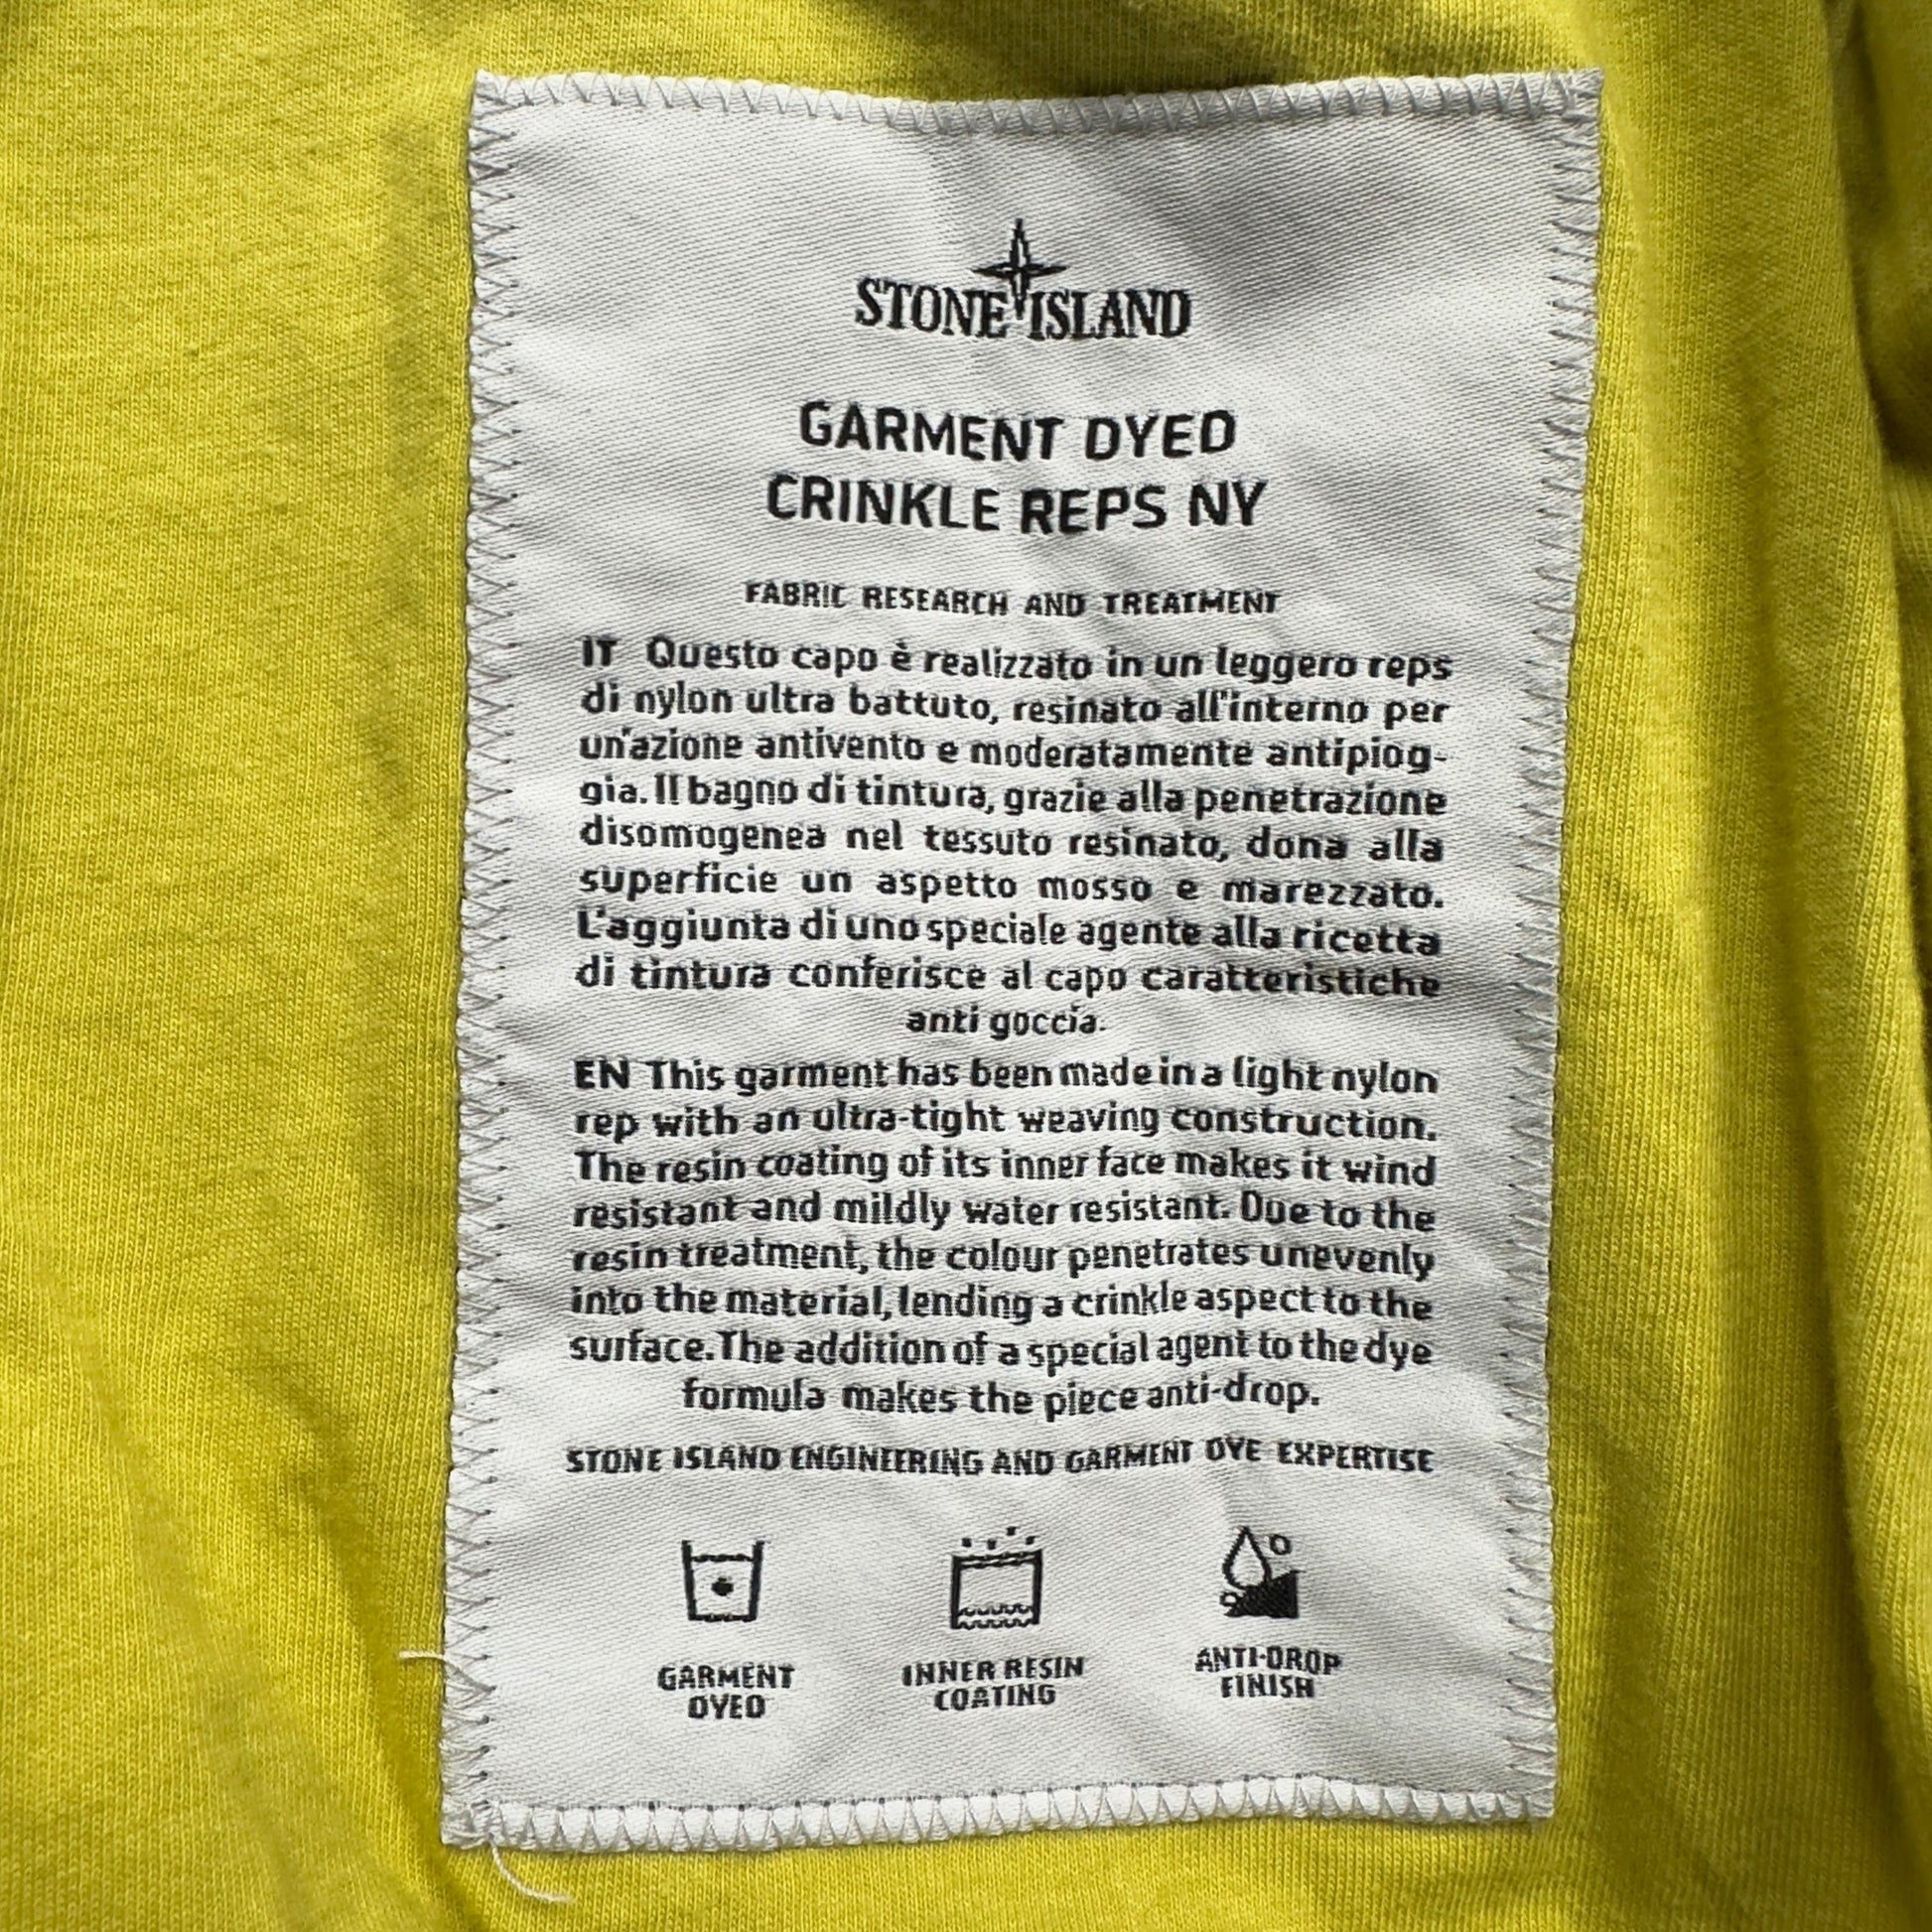 STONE ISLAND
GARMENT DYED
CRINKLE REPS NY
FABRIC RESEARCH AND TREATMENT
IT Questo capo è realizzato in un leggero reps
di nylon ultra battuto, resinato all'interno per
un'azione antivento e moderatamente antipiog-
gia. Il bagno di tintura, grazie alla penetrazione
disomogenea nel tessuto resinato, dona alla
superficie un aspetto mosso e marezzato.
L'aggiunta di uno speciale agente alla ricetta
di tintura conferisce al capo caratteristiche
anti goccia.
EN This garment has been made in a light nylon
rep with an ultra-tight weaving construction.
The resin coating of its inner face makes it wind
resistant and mildly water resistant. Due to the
resin treatment, the colour penetrates unevenly
into the material, lending a crinkle aspect to the
surface. The addition of a special agent to the dye
formula makes the piece anti-drop.
STONE ISLAND ENGINEERING AND GARMENT DYE EXPERTISE
GARMENT
DYED
INNER RESIN
COATING
ANTI-DROP
FINISH